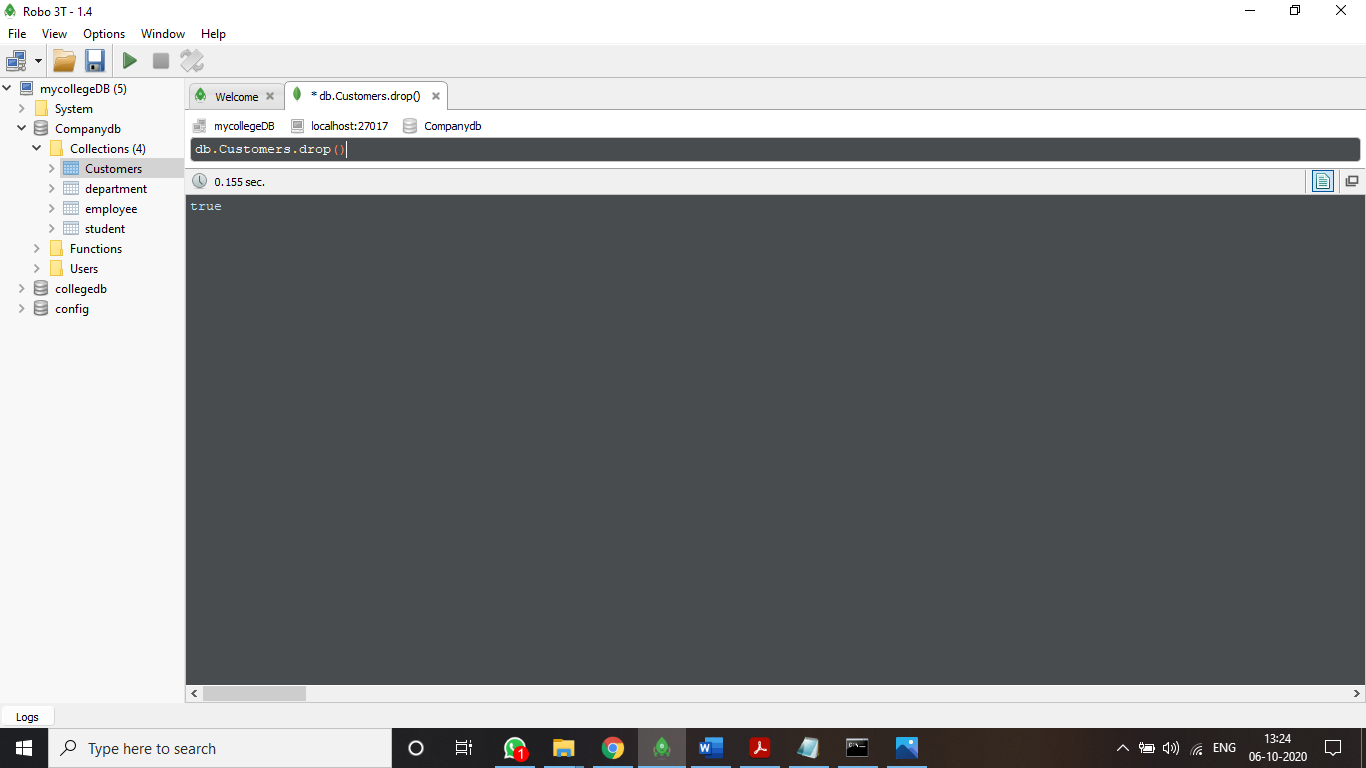 Robo 3T - 1.4
File View Options Window Help
mycollegeDB (5)
System
Companydb
Collections (4)
Customers
department
employee
student
Functions
Users
collegedb
config
Welcome * db.Customers.drop()
mycollegeDB localhost:27017 Companydb
db.Customers.drop()
0.155 sec.
true
Logs
Type here to search
1
ENG
13:24
06-10-2020